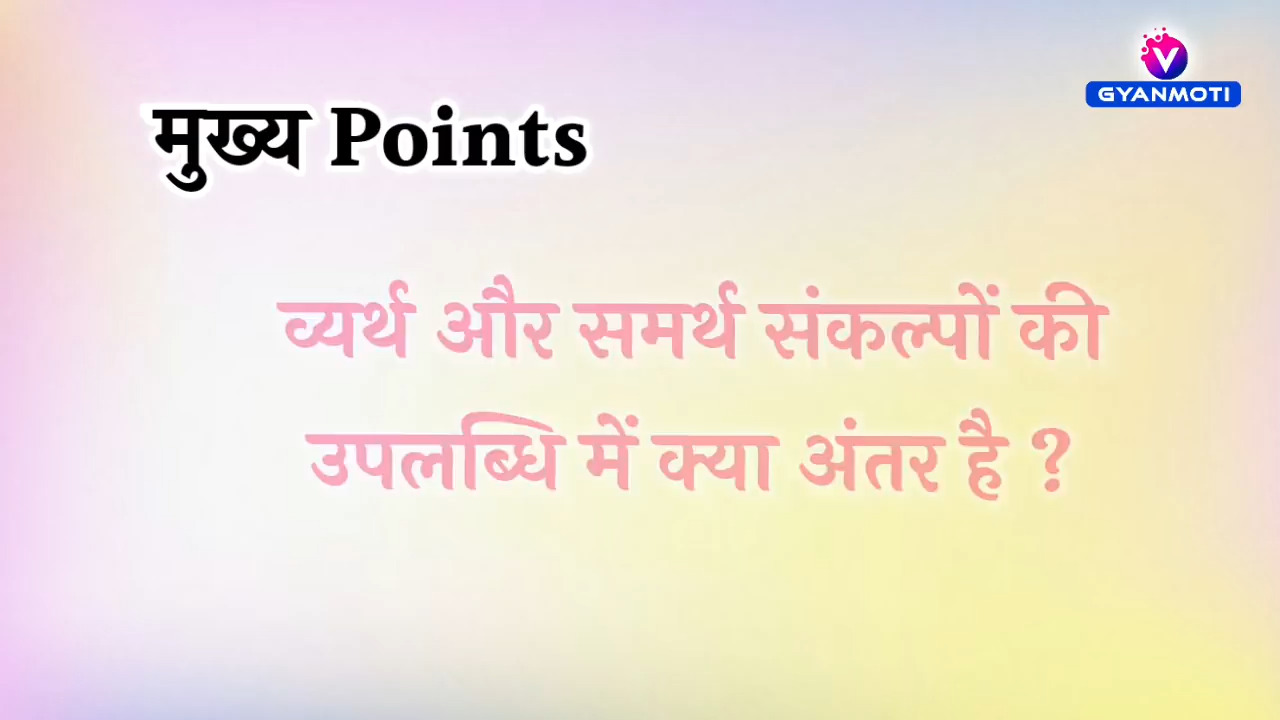 V
GYANMOTI
मुख्य Points
व्यर्थ और समर्थ संकल्पों की
उपलब्धि में क्या अंतर है ?